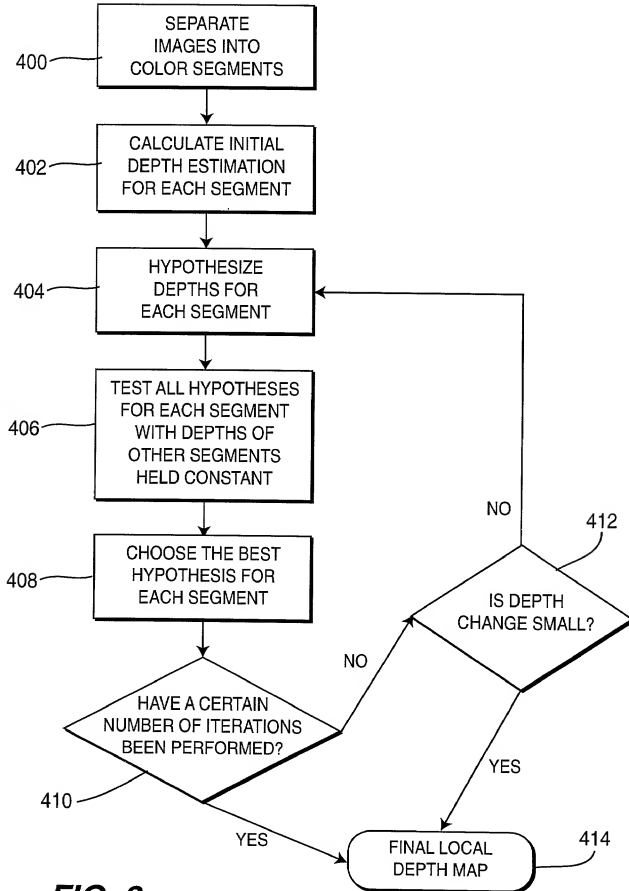 SEPARATE
IMAGES INTO
COLOR SEGMENTS
400
CALCULATE INITIAL
DEPTH ESTIMATION
FOR EACH SEGMENT
402
HYPOTHESIZE
DEPTHS FOR
EACH SEGMENT
404
TEST ALL HYPOTHESES
FOR EACH SEGMENT
WITH DEPTHS OF
OTHER SEGMENTS
HELD CONSTANT
406
CHOOSE THE BEST
HYPOTHESIS FOR
EACH SEGMENT
408
HAVE A CERTAIN
NUMBER OF ITERATIONS
BEEN PERFORMED?
410
NO
YES
IS DEPTH
CHANGE SMALL?
412
NO
YES
FINAL LOCAL
DEPTH MAP
414
FIG.